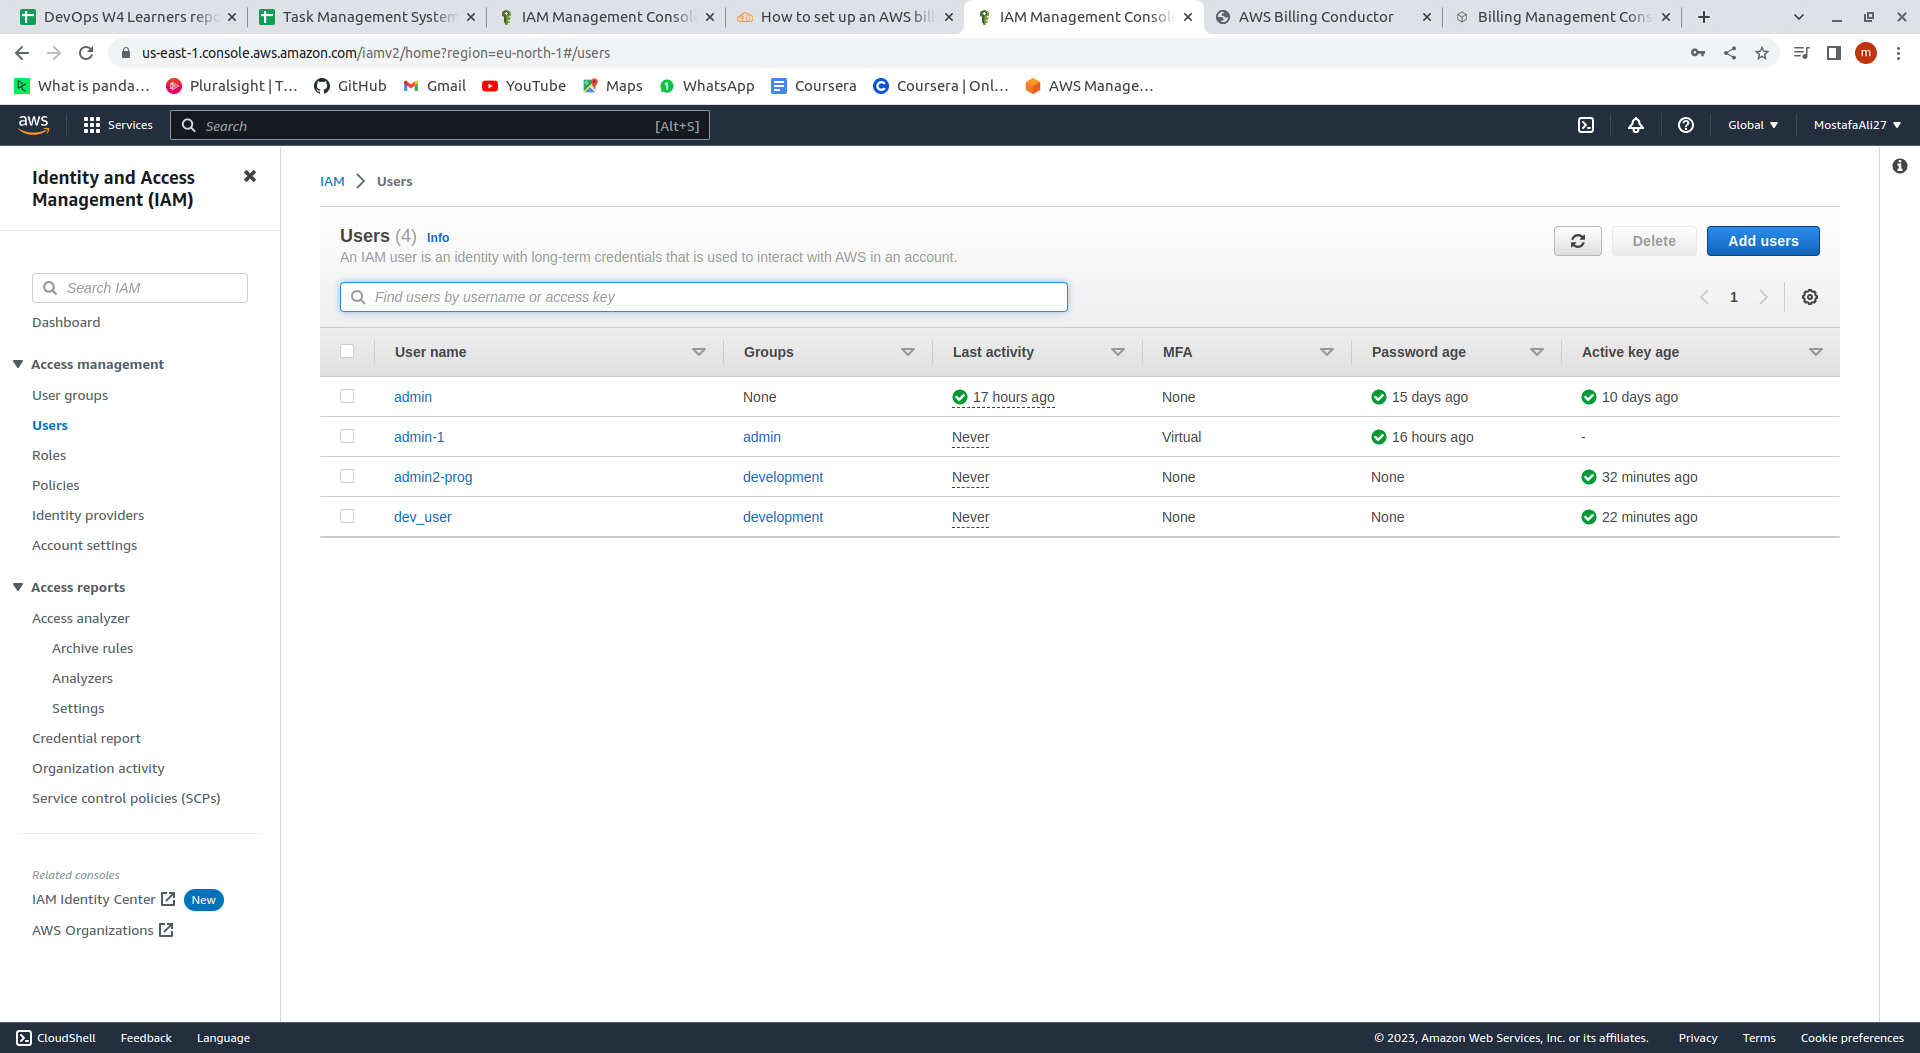 DevOps W4 Learners repo
Task Management System
IAM Management Console
How to set up an AWS bill
IAM Management Console
AWS Billing Conductor
Billing Management Cons
us-east-1.console.aws.amazon.com/iamv2/home?region=eu-north-1#/users
m
What is panda...
Pluralsight | T...
GitHub
Gmail
YouTube
Maps
WhatsApp
Coursera
Coursera | Onl...
AWS Manage...
aws
Services
Search
[Alt+S]
Global
MostafaAli27
Identity and Access
Management (IAM)
Search IAM
Dashboard
Access management
User groups
Users
Roles
Policies
Identity providers
Account settings
Access reports
Access analyzer
Archive rules
Analyzers
Settings
Credential report
Organization activity
Service control policies (SCPs)
Related consoles
IAM Identity Center New
AWS Organizations
IAM > Users
Users (4) Info
An IAM user is an identity with long-term credentials that is used to interact with AWS in an account.
Delete
Add users
Find users by username or access key
1
User name Groups Last activity MFA Password age Active key age
admin None 17 hours ago None 15 days ago 10 days ago
admin-1 admin Never Virtual 16 hours ago -
admin2-prog development Never None None 32 minutes ago
dev_user development Never None None 22 minutes ago
CloudShell
Feedback
Language
© 2023, Amazon Web Services, Inc. or its affiliates.
Privacy
Terms
Cookie preferences